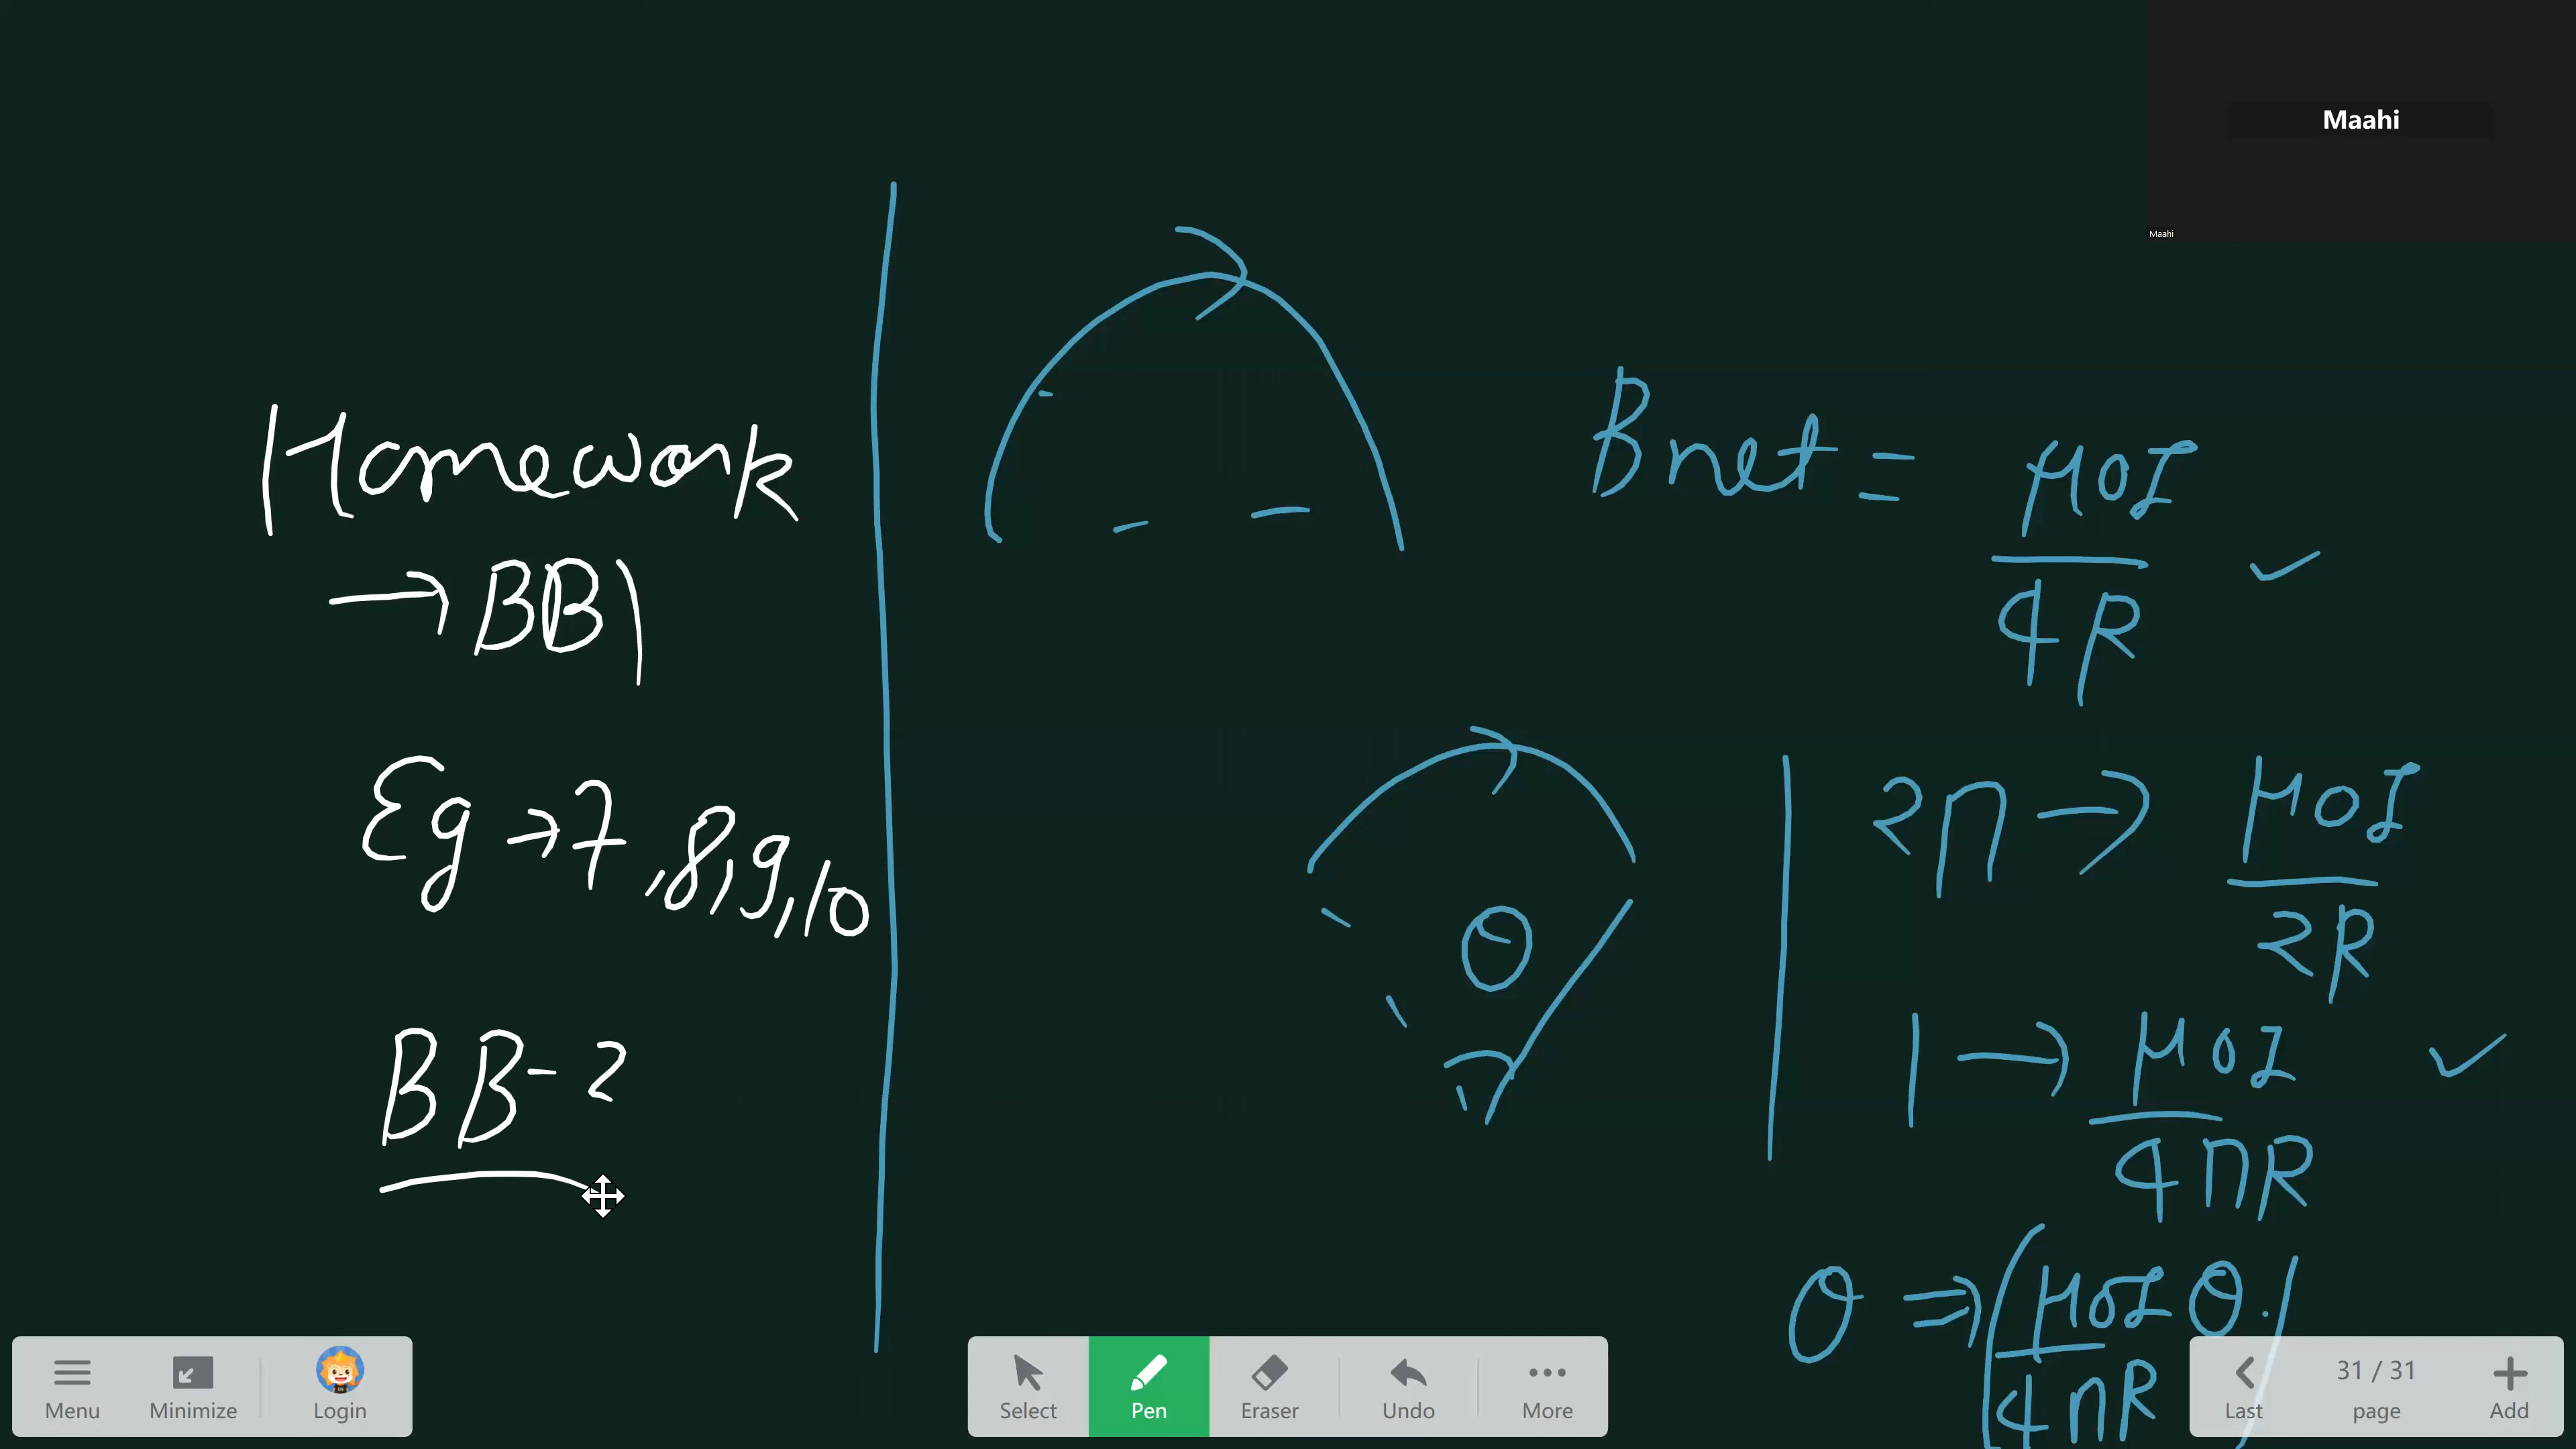 Maahi
Maahi
Homework
→ BB1
Eg → 7, 8, 9, 10
BB-2
Bnet = μ0I
4R
θ
2π → μ0I
2R
1 → μ0I
4πR
θ ⇒ (μ0I θ.)
4πR
Menu
Minimize
Login
Select
Pen
Eraser
Undo
More
Last
31 / 31
page
Add